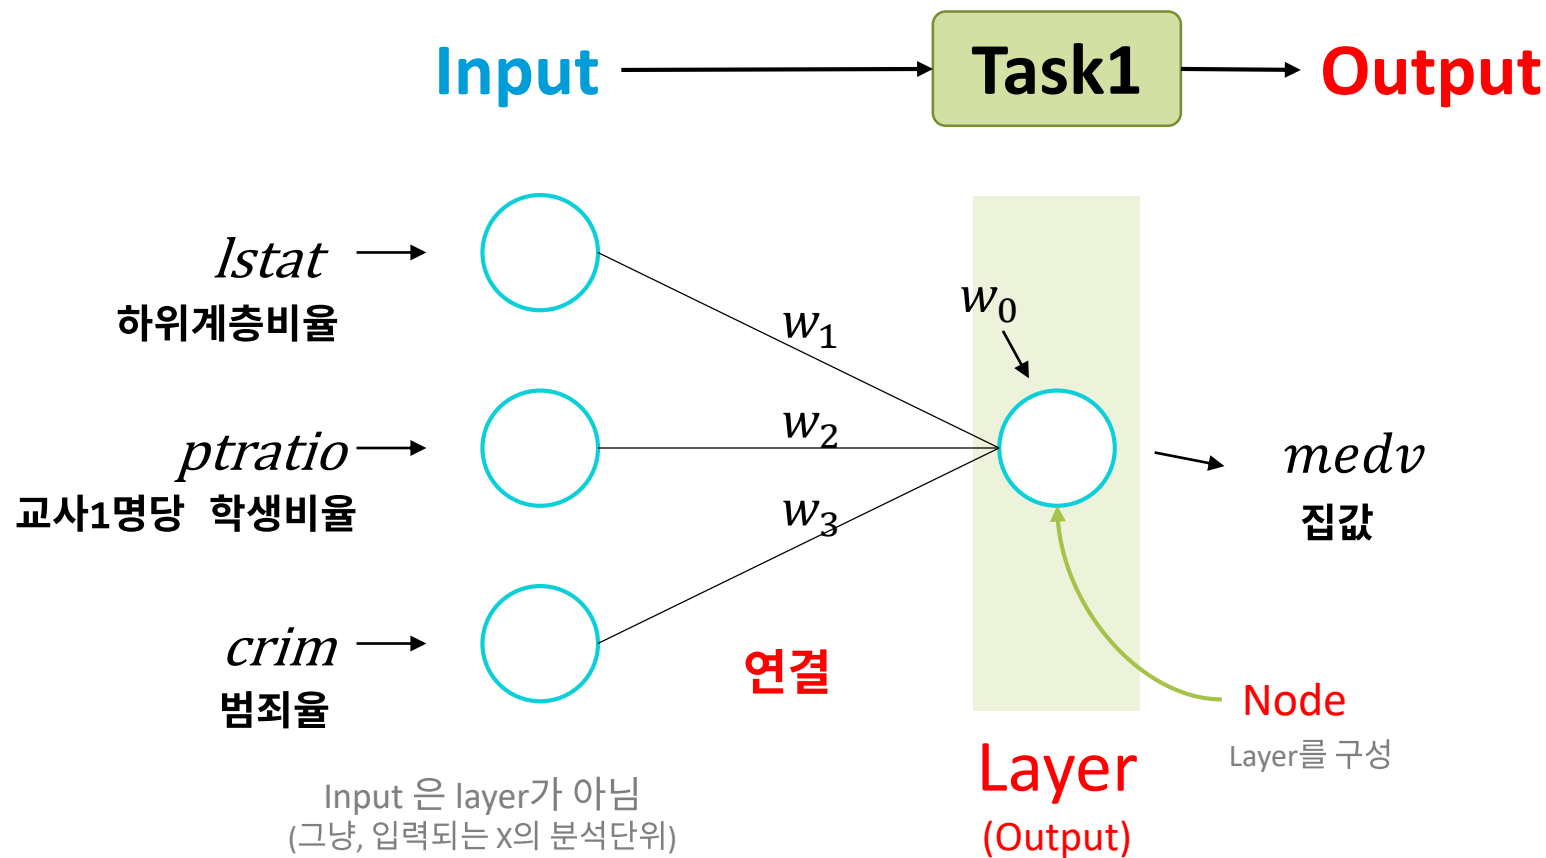 Input
Task1
Output
lstat
하위계층비율
w1
w0
ptratio
교사1명당 학생비율
w2
medv
집값
w3
crim
범죄율
연결
Node
Layer를 구성
Layer
(Output)
Input 은 layer가 아님
(그냥, 입력되는 X의 분석단위)